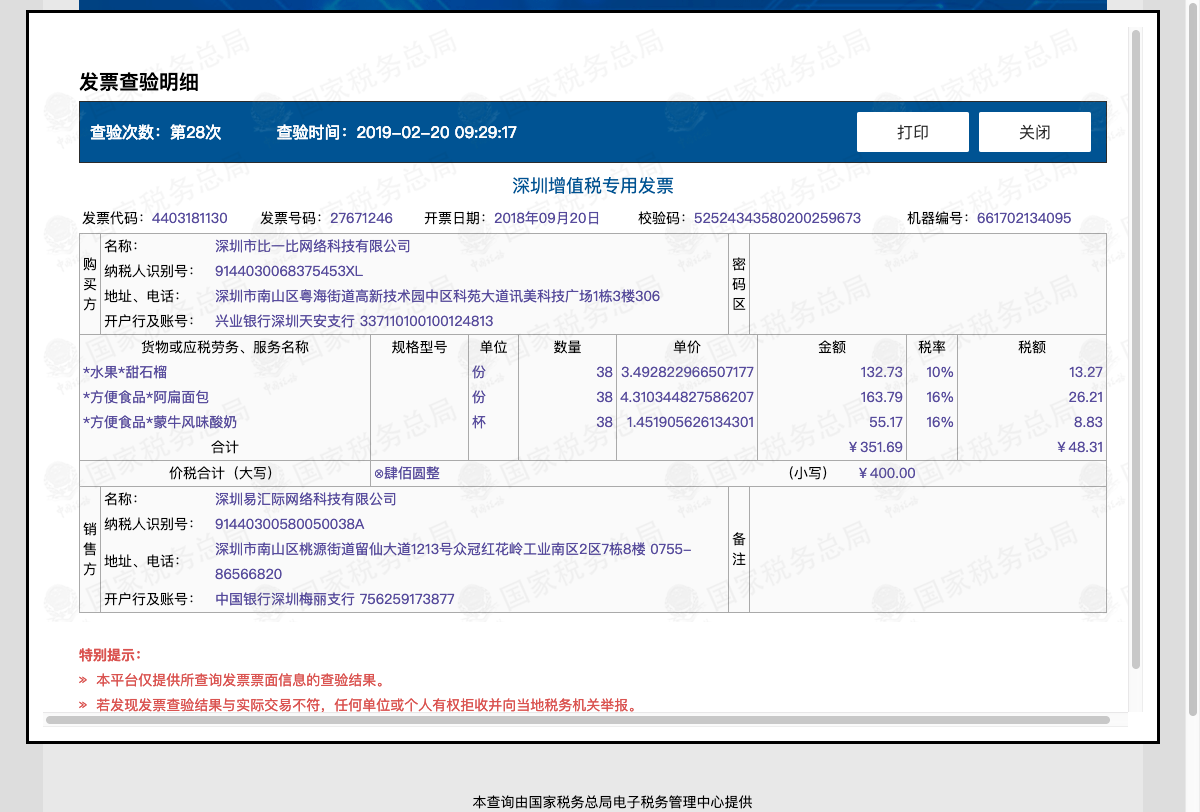 发票查验明细
查验次数：第28次 查验时间：2019-02-20 09:29:17 打印 关闭
深圳增值税专用发票
发票代码：4403181130 发票号码：27671246 开票日期：2018年09月20日 校验码：52524343580200259673 机器编号：661702134095
购买方
名称： 深圳市比一比网络科技有限公司
纳税人识别号： 9144030068375453XL
地址、电话： 深圳市南山区粤海街道高新技术园中区科苑大道讯美科技广场1栋3楼306
开户行及账号： 兴业银行深圳天安支行 337110100100124813
密码区
货物或应税劳务、服务名称 规格型号 单位 数量 单价 金额 税率 税额
*水果*甜石榴 份 38 3.492822966507177 132.73 10% 13.27
*方便食品*阿扁面包 份 38 4.310344827586207 163.79 16% 26.21
*方便食品*蒙牛风味酸奶 杯 38 1.451905626134301 55.17 16% 8.83
合计 ￥351.69 ￥48.31
价税合计（大写） ⊗肆佰圆整 （小写） ￥400.00
销售方
名称： 深圳易汇际网络科技有限公司
纳税人识别号： 91440300580050038A
地址、电话： 深圳市南山区桃源街道留仙大道1213号众冠红花岭工业南区2区7栋8楼 0755-
86566820
开户行及账号： 中国银行深圳梅丽支行 756259173877
备注
特别提示：
» 本平台仅提供所查询发票票面信息的查验结果。
» 若发现发票查验结果与实际交易不符，任何单位或个人有权拒收并向当地税务机关举报。
本查询由国家税务总局电子税务管理中心提供
国家税务总局